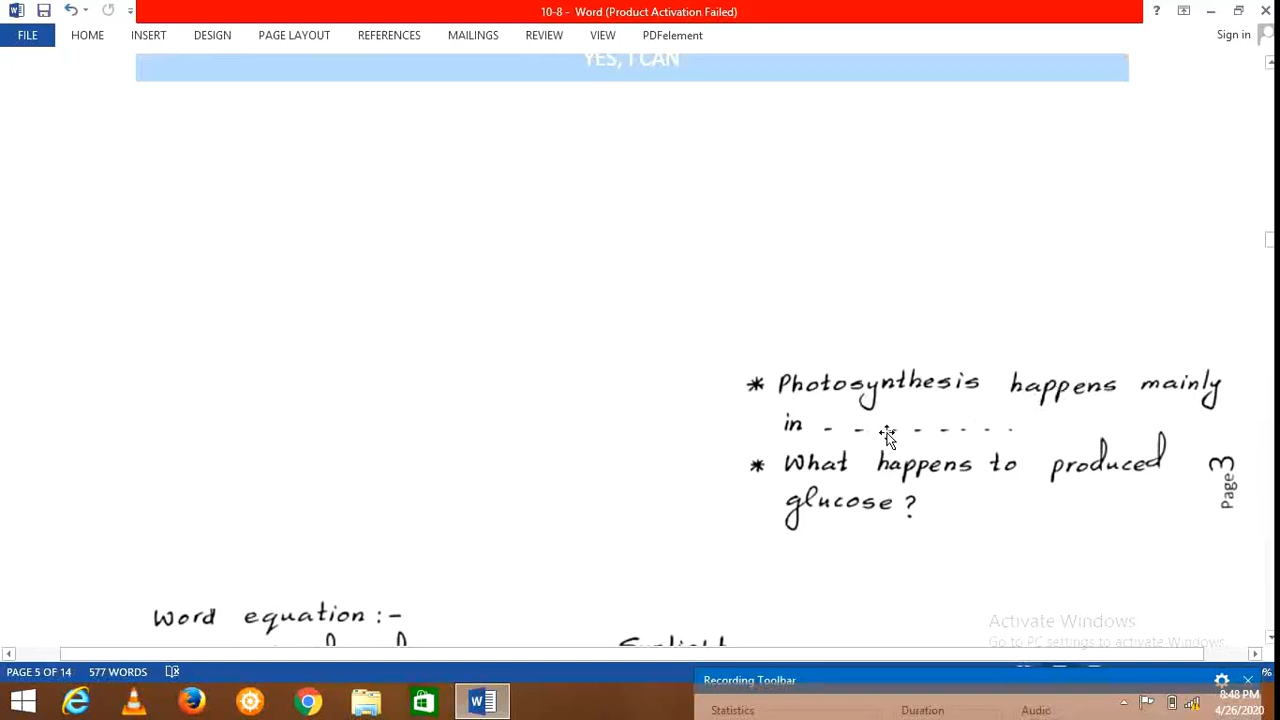 10-8 - Word (Product Activation Failed)
FILE HOME INSERT DESIGN PAGE LAYOUT REFERENCES MAILINGS REVIEW VIEW PDFelement Sign in
YES, I CAN
* Photosynthesis happens mainly
in - - - - - - - -
* What happens to produced
glucose?
Page 3
Word equation :-
Sunlight
Activate Windows
Go to PC settings to activate Windows.
PAGE 5 OF 14 577 WORDS
Recording Toolbar
Statistics Duration Audio
8:48 PM
4/26/2020